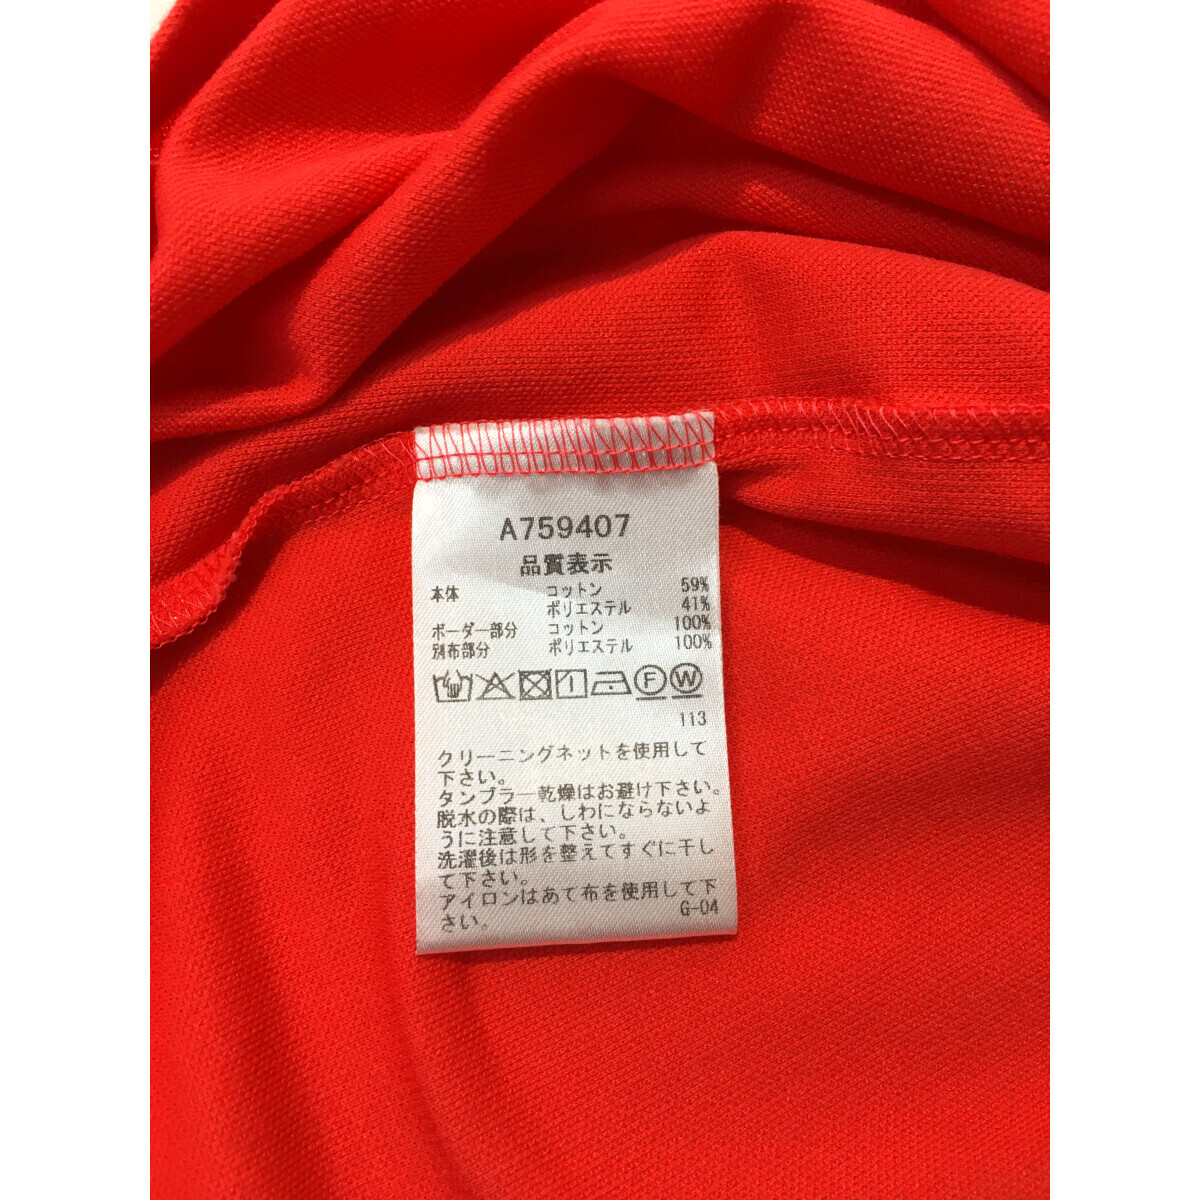 A759407
品質表示
本体 コットン 59%
ポリエステル 41%
ボーダー部分 コットン 100%
別布部分 ポリエステル 100%
F W
113
クリーニングネットを使用して
下さい。
タンブラー乾燥はお避け下さい。
脱水の際は、しわにならないよ
うに注意して下さい。
洗濯後は形を整えてすぐに干し
て下さい。
アイロンはあて布を使用して下
さい。 G-04